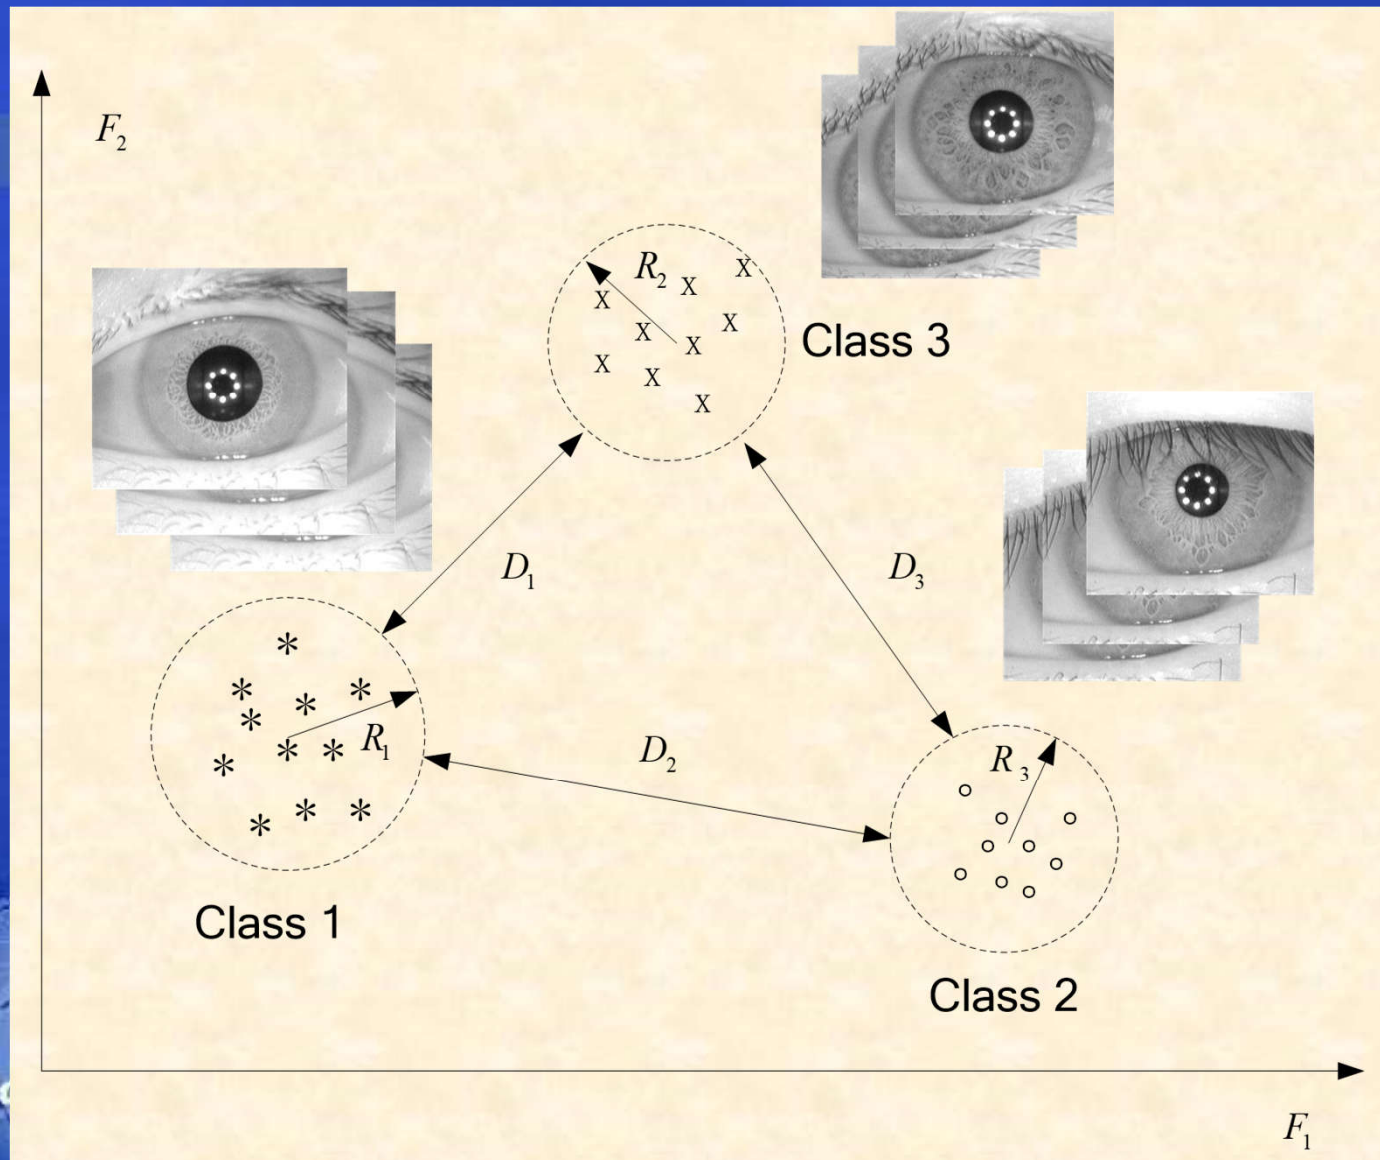 F₂
R₂
Class 3
D₁
D₃
R₁
D₂
R₃
Class 1
Class 2
F₁